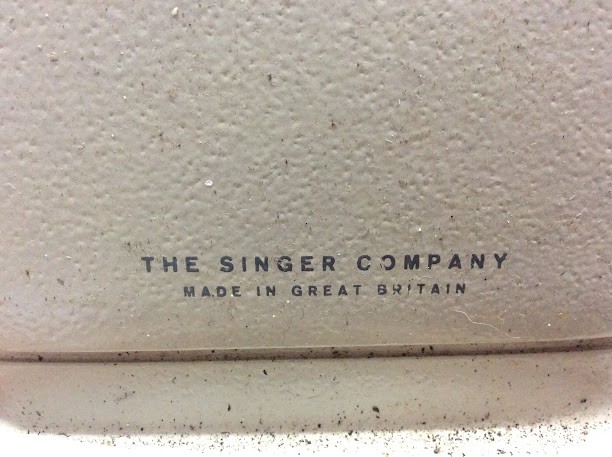 THE SINGER COMPANY
MADE IN GREAT BRITAIN